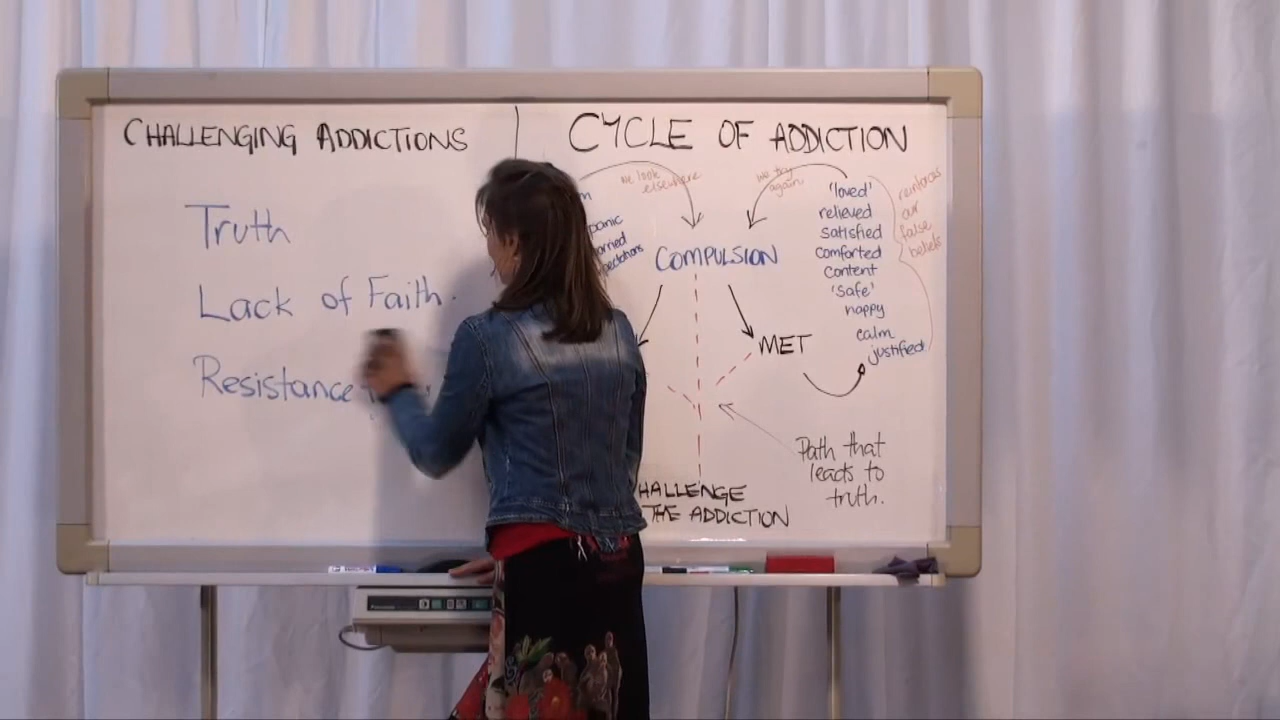 CHALLENGING ADDICTIONS
Truth
Lack of Faith.
Resistance
CYCLE OF ADDICTION
we look
elsewhere
we try
again
panic
COMPULSION
MET
'loved'
relieved
satisfied
comforted
content
'safe'
happy
calm
justified
reinforces
our
false
beliefs
Path that
leads to
truth.
HALLENGE
THE ADDICTION
Panasonic